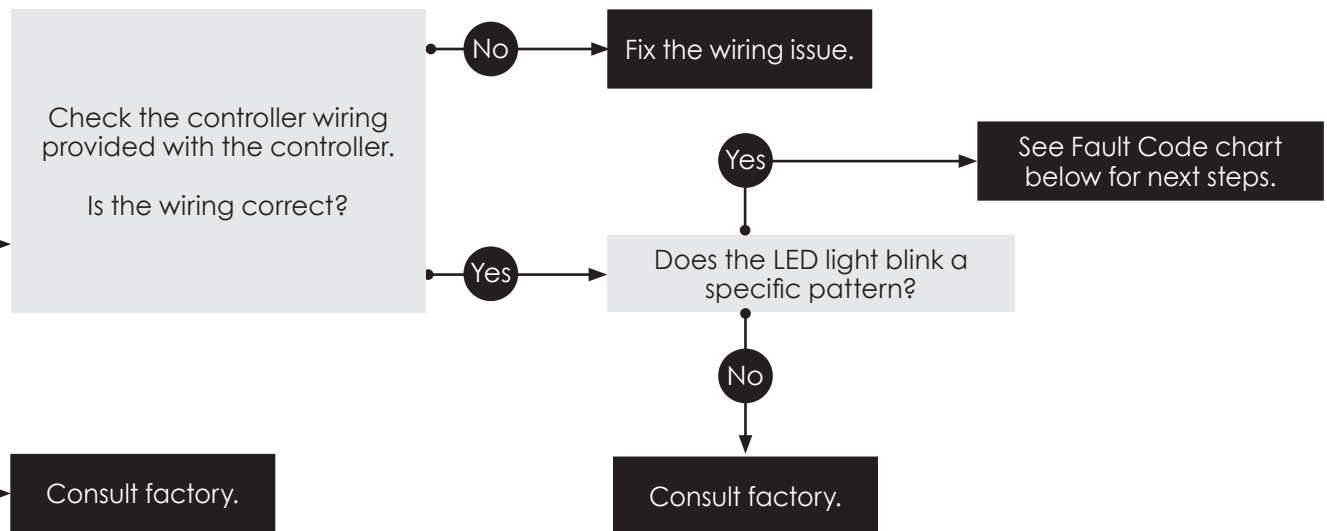 No
Fix the wiring issue.
Check the controller wiring
provided with the controller.
Is the wiring correct?
Yes
See Fault Code chart
below for next steps.
Yes
Does the LED light blink a
specific pattern?
No
Consult factory.
Consult factory.